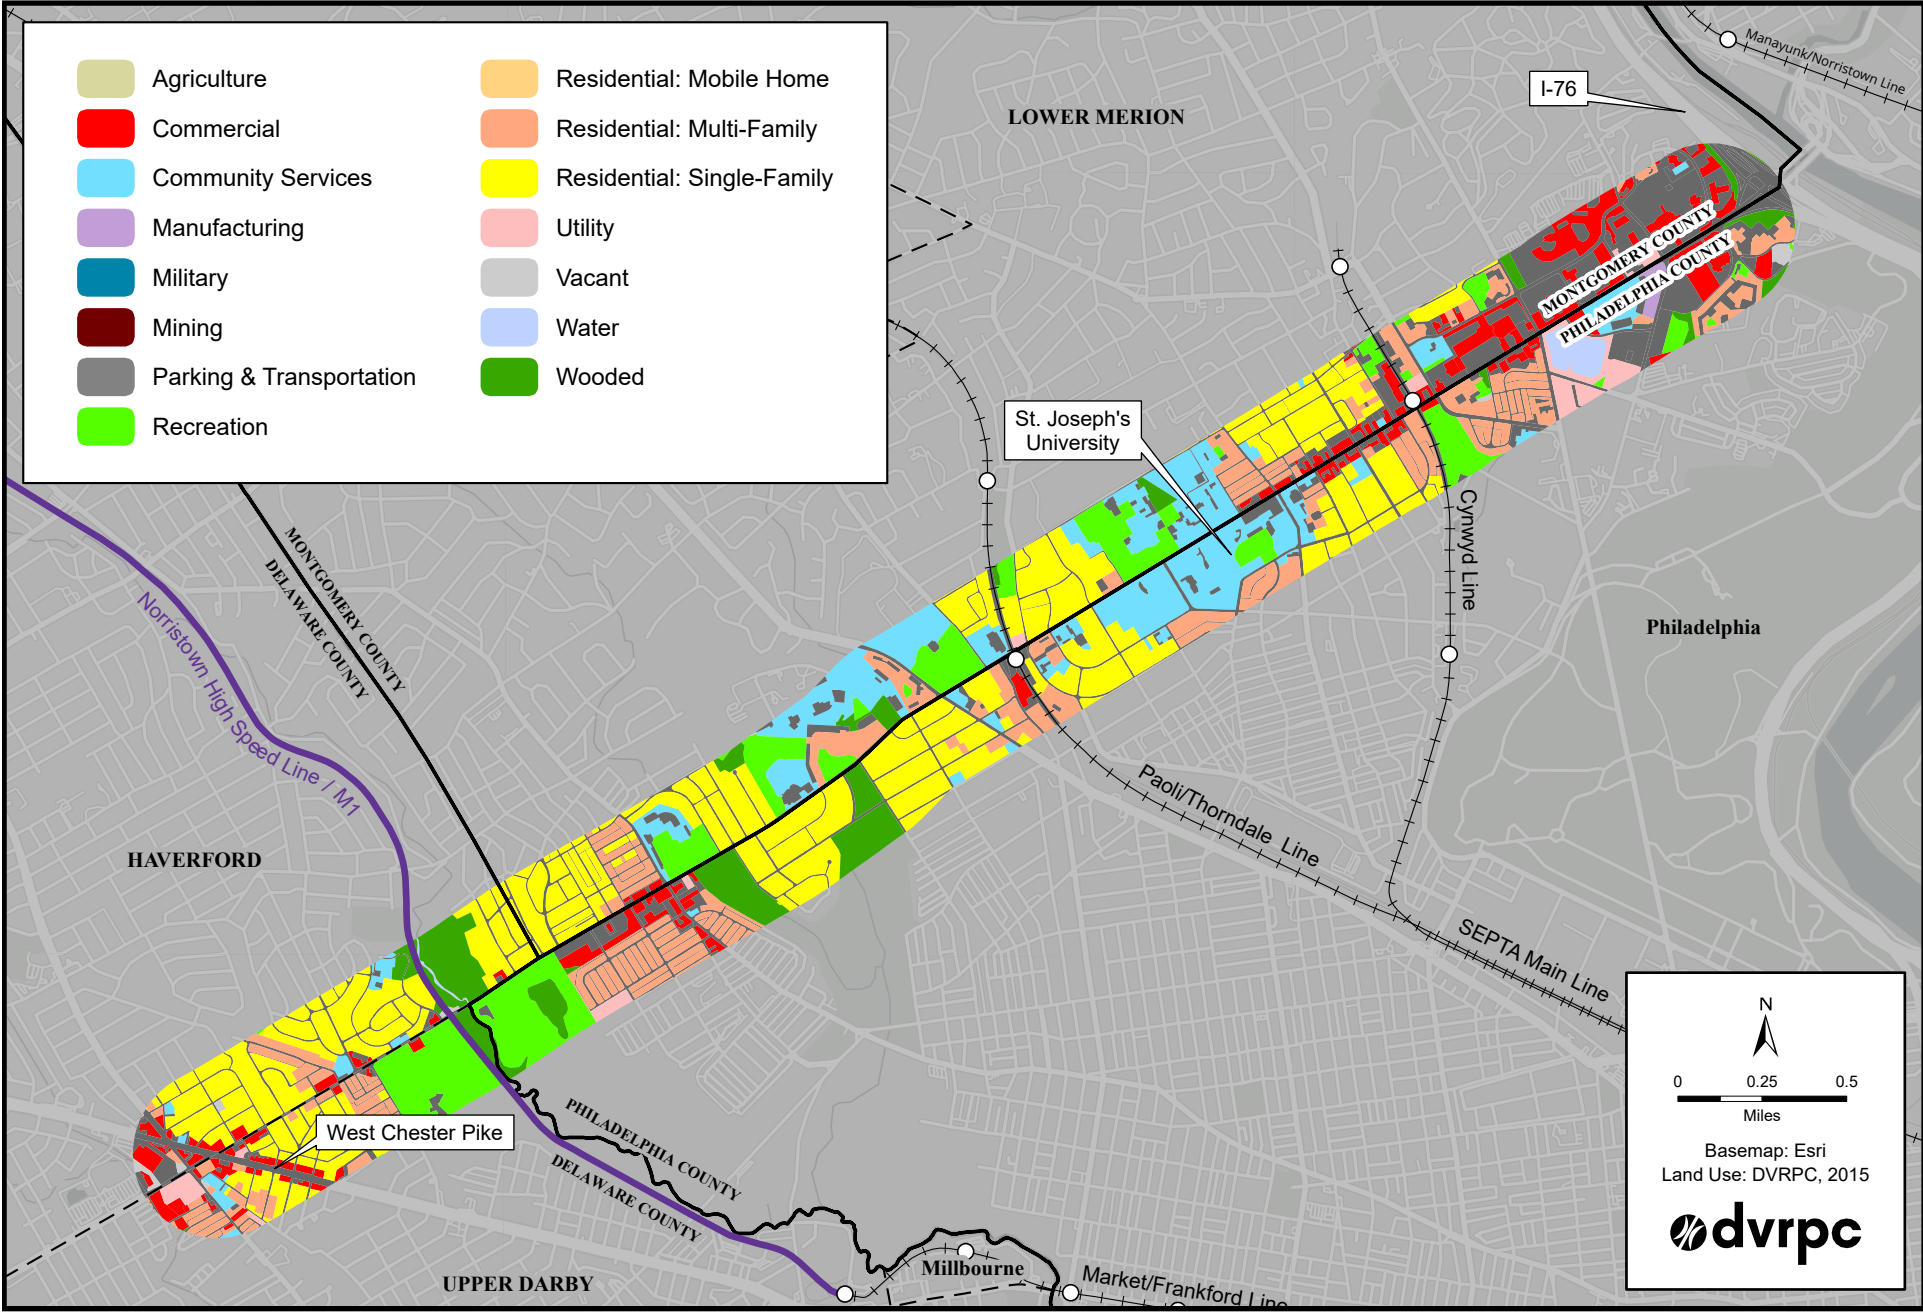 Agriculture
Commercial
Community Services
Manufacturing
Military
Mining
Parking & Transportation
Recreation
Residential: Mobile Home
Residential: Multi-Family
Residential: Single-Family
Utility
Vacant
Water
Wooded
LOWER MERION
I-76
Manayunk/Norristown Line
MONTGOMERY COUNTY
PHILADELPHIA COUNTY
St. Joseph's
University
Cynwyd Line
Philadelphia
MONTGOMERY COUNTY
DELAWARE COUNTY
Norristown High Speed Line / M1
HAVERFORD
Paoli/Thorndale Line
SEPTA Main Line
West Chester Pike
PHILADELPHIA COUNTY
DELAWARE COUNTY
UPPER DARBY
Millbourne
Market/Frankford Line
N
0 0.25 0.5
Miles
Basemap: Esri
Land Use: DVRPC, 2015
dvrpc